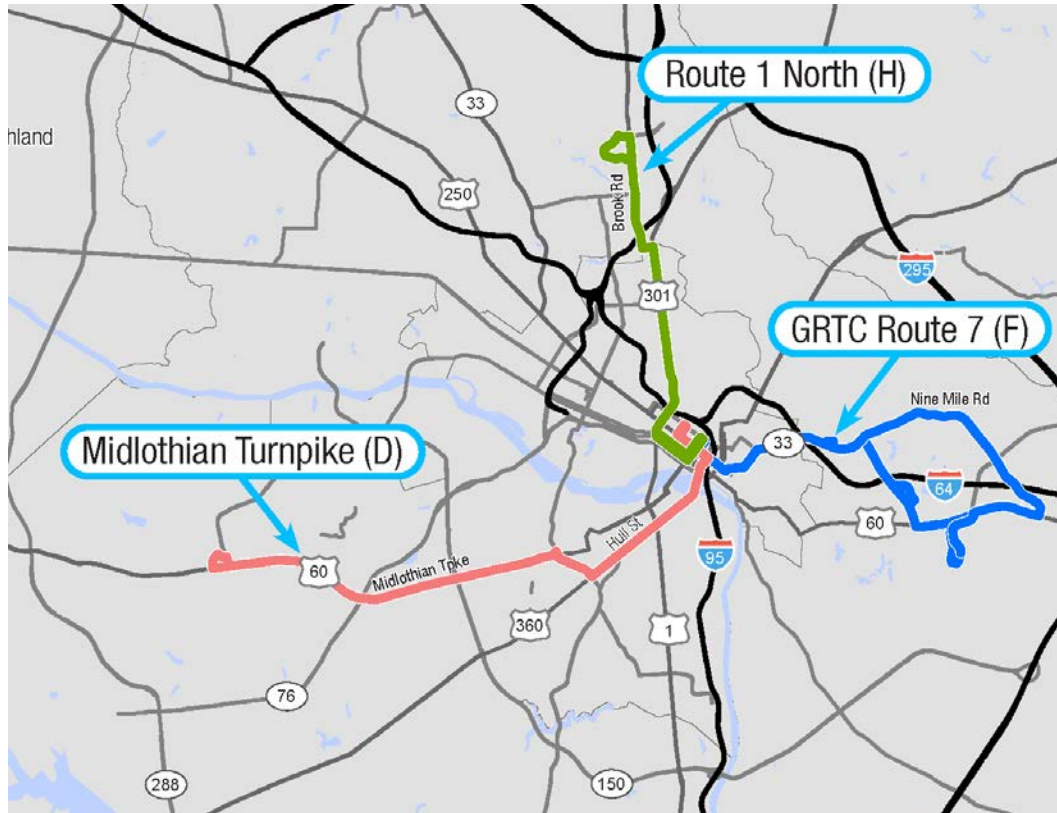 Route 1 North (H)
33
hland
250
Brook Rd
295
301
GRTC Route 7 (F)
Nine Mile Rd
33
Midlothian Turnpike (D)
64
60
Hull St
95
60
Midlothian Tpke
360
1
76
288
150